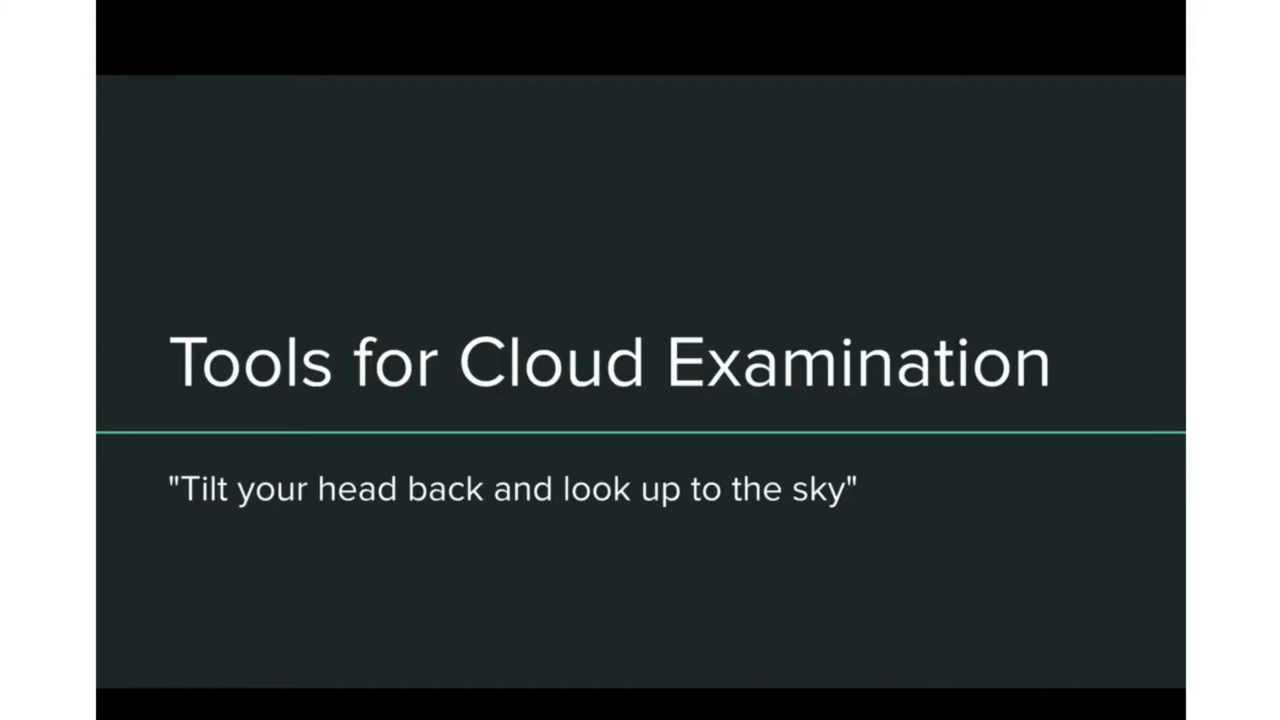 Tools for Cloud Examination
"Tilt your head back and look up to the sky"